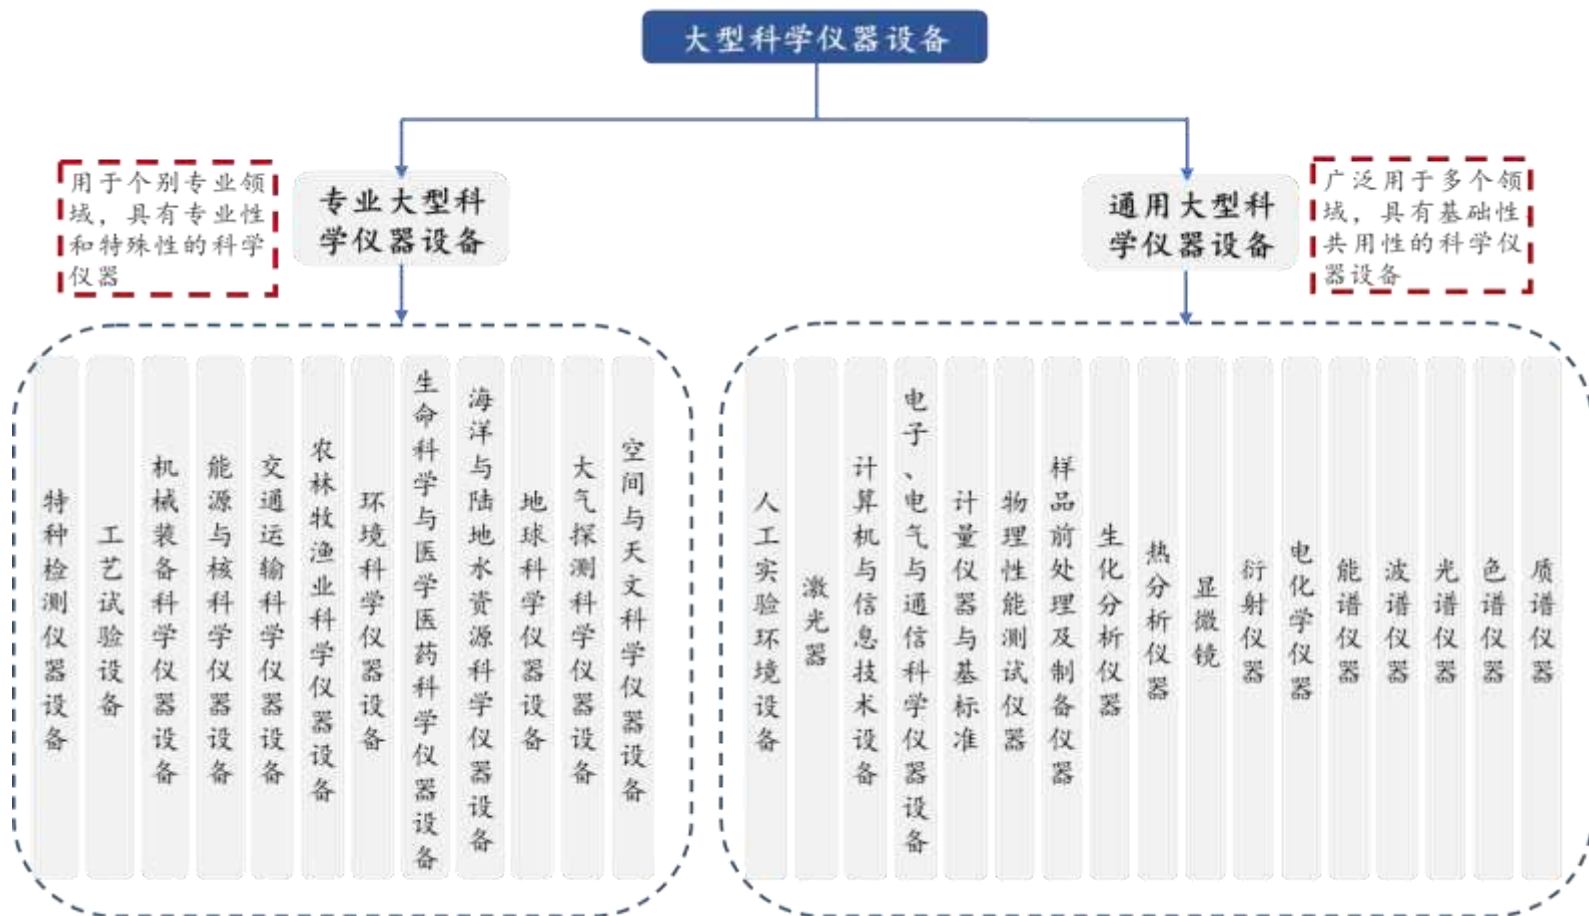 大型科学仪器设备
用于个别专业领
域，具有专业性
和特殊性的科学
仪器
专业大型科
学仪器设备
通用大型科
学仪器设备
广泛用于多个领
域，具有基础性
共用性的科学仪
器设备
特种检测仪器设备
工艺试验设备
机械装备科学仪器设备
能源与核科学仪器设备
交通运输科学仪器设备
农林牧渔业科学仪器设备
环境科学仪器设备
生命科学与医学医药科学仪器设备
海洋与陆地水资源科学仪器设备
地球科学仪器设备
大气探测科学仪器设备
空间与天文科学仪器设备
人工实验环境设备
激光器
计算机与信息技术设备
电子、电气与通信科学仪器设备
计量仪器与基标准
物理性能测试仪器
样品前处理及制备仪器
生化分析仪器
热分析仪器
显微镜
衍射仪器
电化学仪器
能谱仪器
波谱仪器
光谱仪器
色谱仪器
质谱仪器